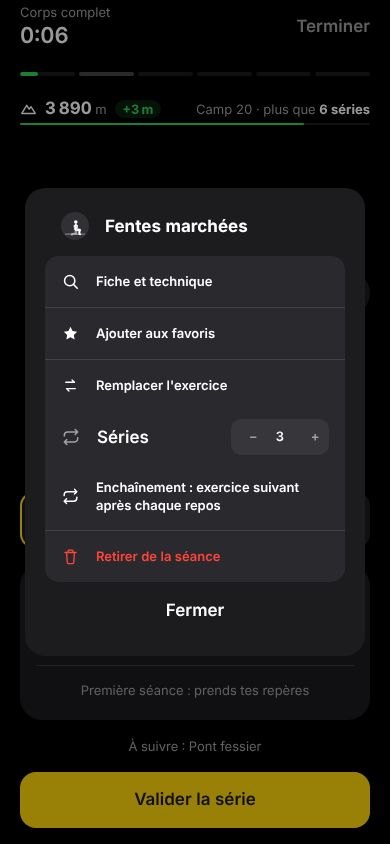 Corps complet
0:06
Terminer
3 890 m +3 m
Camp 20 · plus que 6 séries
Fentes marchées
Fiche et technique
Ajouter aux favoris
Remplacer l'exercice
Séries
− 3 +
Enchaînement : exercice suivant
après chaque repos
Retirer de la séance
Fermer
Première séance : prends tes repères
À suivre : Pont fessier
Valider la série